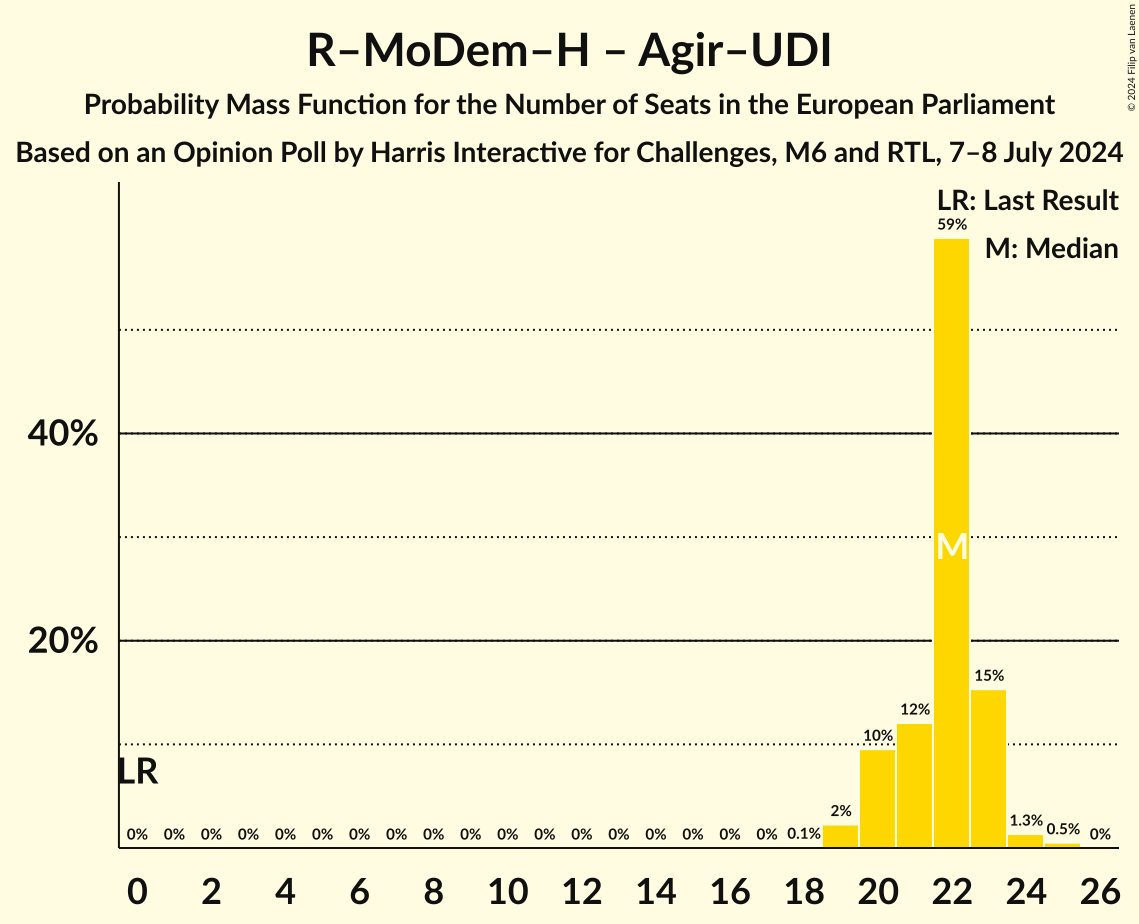 R–MoDem–H – Agir–UDI
Probability Mass Function for the Number of Seats in the European Parliament
Based on an Opinion Poll by Harris Interactive for Challenges, M6 and RTL, 7–8 July 2024
© 2024 Filip van Laenen
LR: Last Result
M: Median
59%
40%
20%
M
LR
0% 0% 0% 0% 0% 0% 0% 0% 0% 0% 0% 0% 0% 0% 0% 0% 0% 0% 0.1% 2% 10% 12% 15% 1.3% 0.5% 0%
0 2 4 6 8 10 12 14 16 18 20 22 24 26